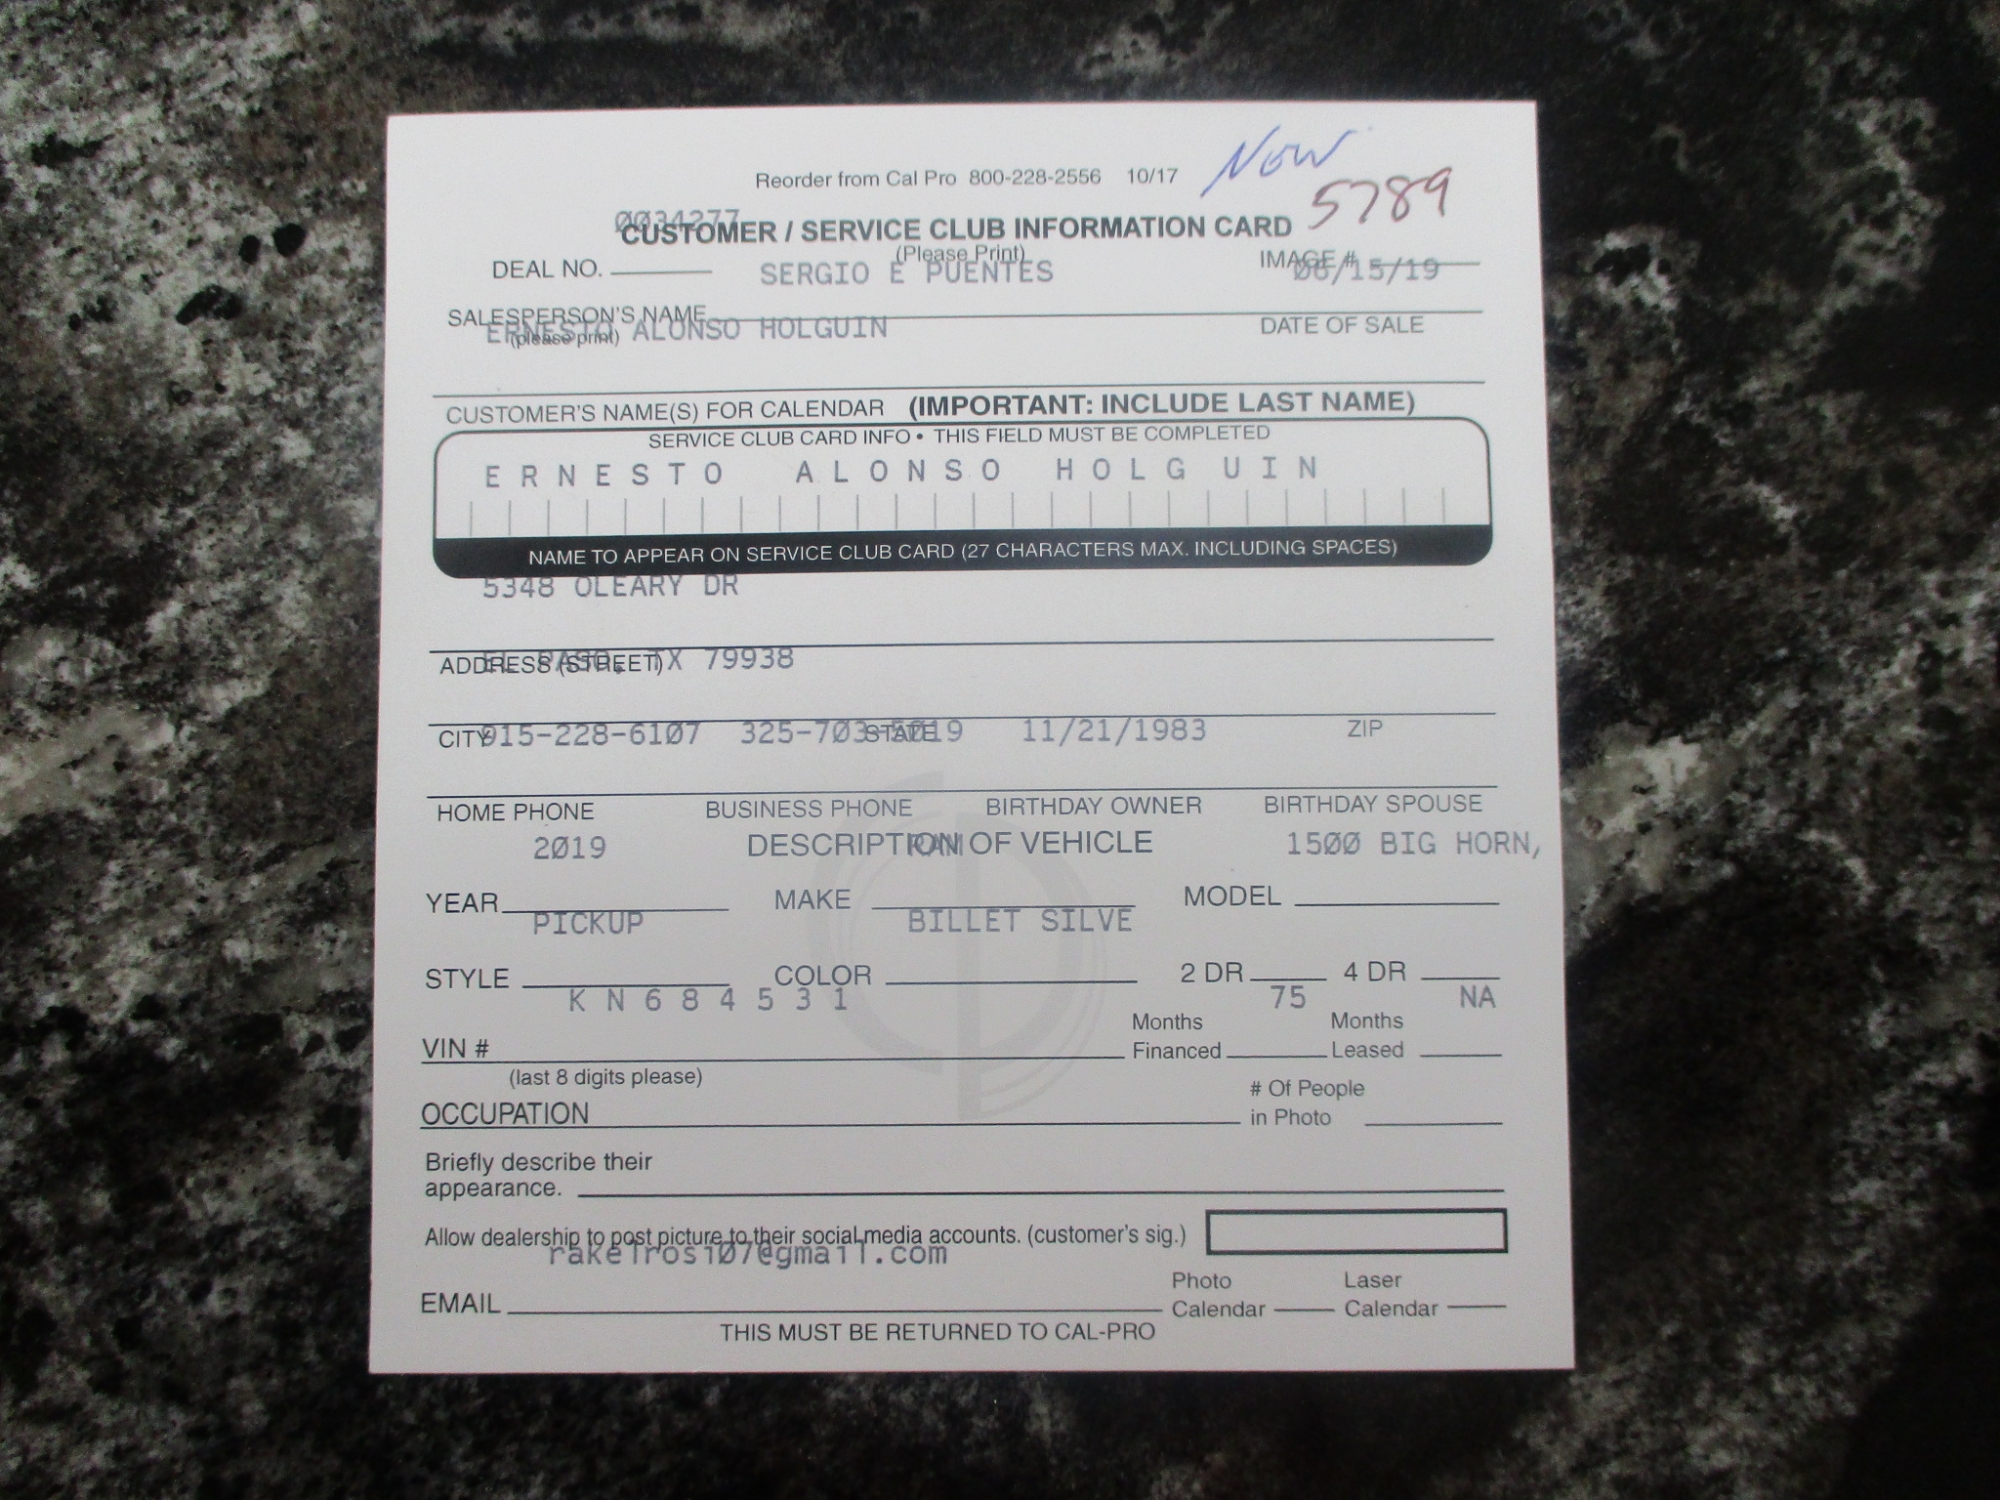 Reorder from Cal Pro 800-228-2556 10/17 Now
5789
0034277
CUSTOMER / SERVICE CLUB INFORMATION CARD
(Please Print)
DEAL NO. SERGIO E PUENTES IMAGE # 06/15/19
SALESPERSON'S NAME
(please print) DATE OF SALE
ERNESTO ALONSO HOLGUIN
CUSTOMER'S NAME(S) FOR CALENDAR (IMPORTANT: INCLUDE LAST NAME)
SERVICE CLUB CARD INFO • THIS FIELD MUST BE COMPLETED
E R N E S T O A L O N S O H O L G U I N
NAME TO APPEAR ON SERVICE CLUB CARD (27 CHARACTERS MAX. INCLUDING SPACES)
5348 OLEARY DR
ADDRESS (STREET)
EL PASO, TX 79938
CITY STATE ZIP
915-228-6107 325-703-5019 11/21/1983
HOME PHONE BUSINESS PHONE BIRTHDAY OWNER BIRTHDAY SPOUSE
DESCRIPTION OF VEHICLE
2019 RAM 1500 BIG HORN,
YEAR MAKE MODEL
PICKUP BILLET SILVE
STYLE COLOR 2 DR 4 DR
K N 6 8 4 5 3 1 75 NA
VIN # Months Financed Months Leased
(last 8 digits please)
OCCUPATION # Of People in Photo
Briefly describe their
appearance.
Allow dealership to post picture to their social media accounts. (customer's sig.)
rakelrosi07@gmail.com
EMAIL Photo Calendar Laser Calendar
THIS MUST BE RETURNED TO CAL-PRO